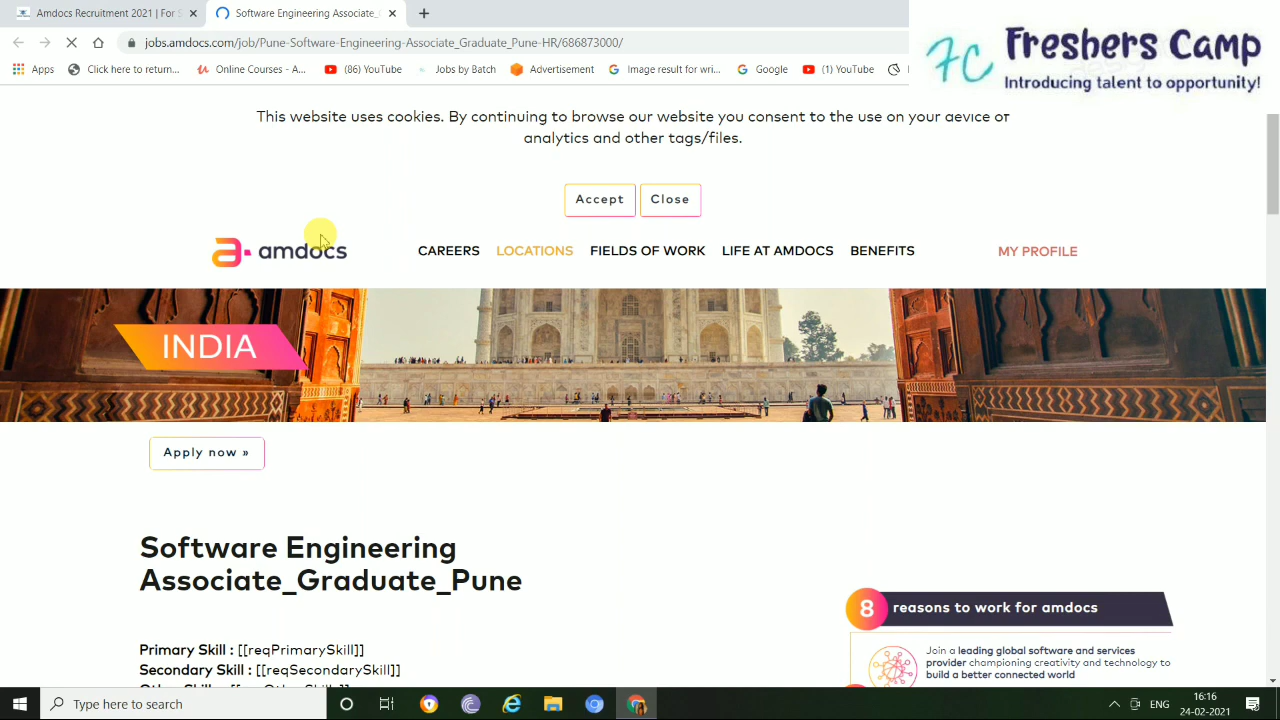 Amdocs Recruitment 2021 | For S
Software Engineering Associate_
jobs.amdocs.com/job/Pune-Software-Engineering-Associate_Graduate_Pune-HR/686873000/
Apps
Click here to return...
Online Courses - A...
(86) YouTube
Jobs by Batch
Advertisement
Image result for wri...
Google
(1) YouTube
FC
Freshers Camp
Introducing talent to opportunity!
This website uses cookies. By continuing to browse our website you consent to the use on your device of
analytics and other tags/files.
Accept
Close
a amdocs
CAREERS
LOCATIONS
FIELDS OF WORK
LIFE AT AMDOCS
BENEFITS
MY PROFILE
INDIA
Apply now »
Software Engineering
Associate_Graduate_Pune
Primary Skill : [[reqPrimarySkill]]
Secondary Skill : [[reqSecondarySkill]]
8 reasons to work for amdocs
Join a leading global software and services
provider championing creativity and technology to
build a better connected world
Type here to search
ENG
16:16
24-02-2021